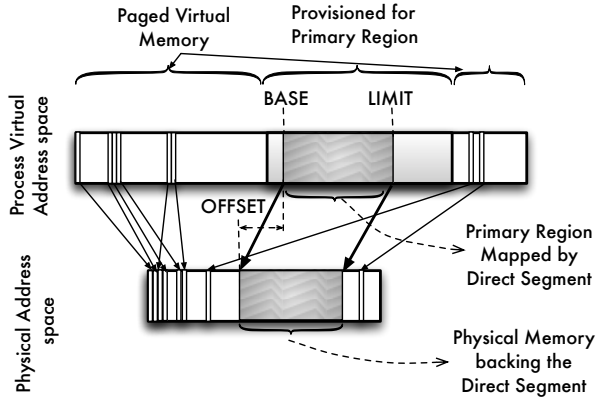 Paged Virtual
Memory
Provisioned for
Primary Region
BASE
LIMIT
Process Virtual
Address space
OFFSET
Primary Region
Mapped by
Direct Segment
Physical Address
space
Physical Memory
backing the
Direct Segment